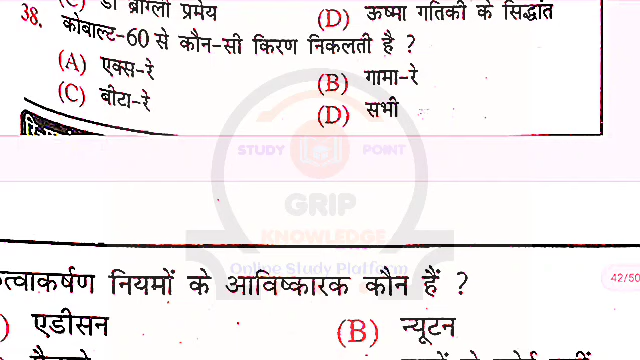 (C) डी ब्रोग्ली प्रमेय (D) ऊष्मा गतिकी के सिद्धांत
38. कोबाल्ट-60 से कौन-सी किरण निकलती है ?
(A) एक्स-रे (B) गामा-रे
(C) बीटा-रे (D) सभी
STUDY POINT
GRIP
KNOWLEDGE
Online Study Platform
त्वाकर्षण नियमों के आविष्कारक कौन हैं ?
42/50
) एडीसन (B) न्यूटन